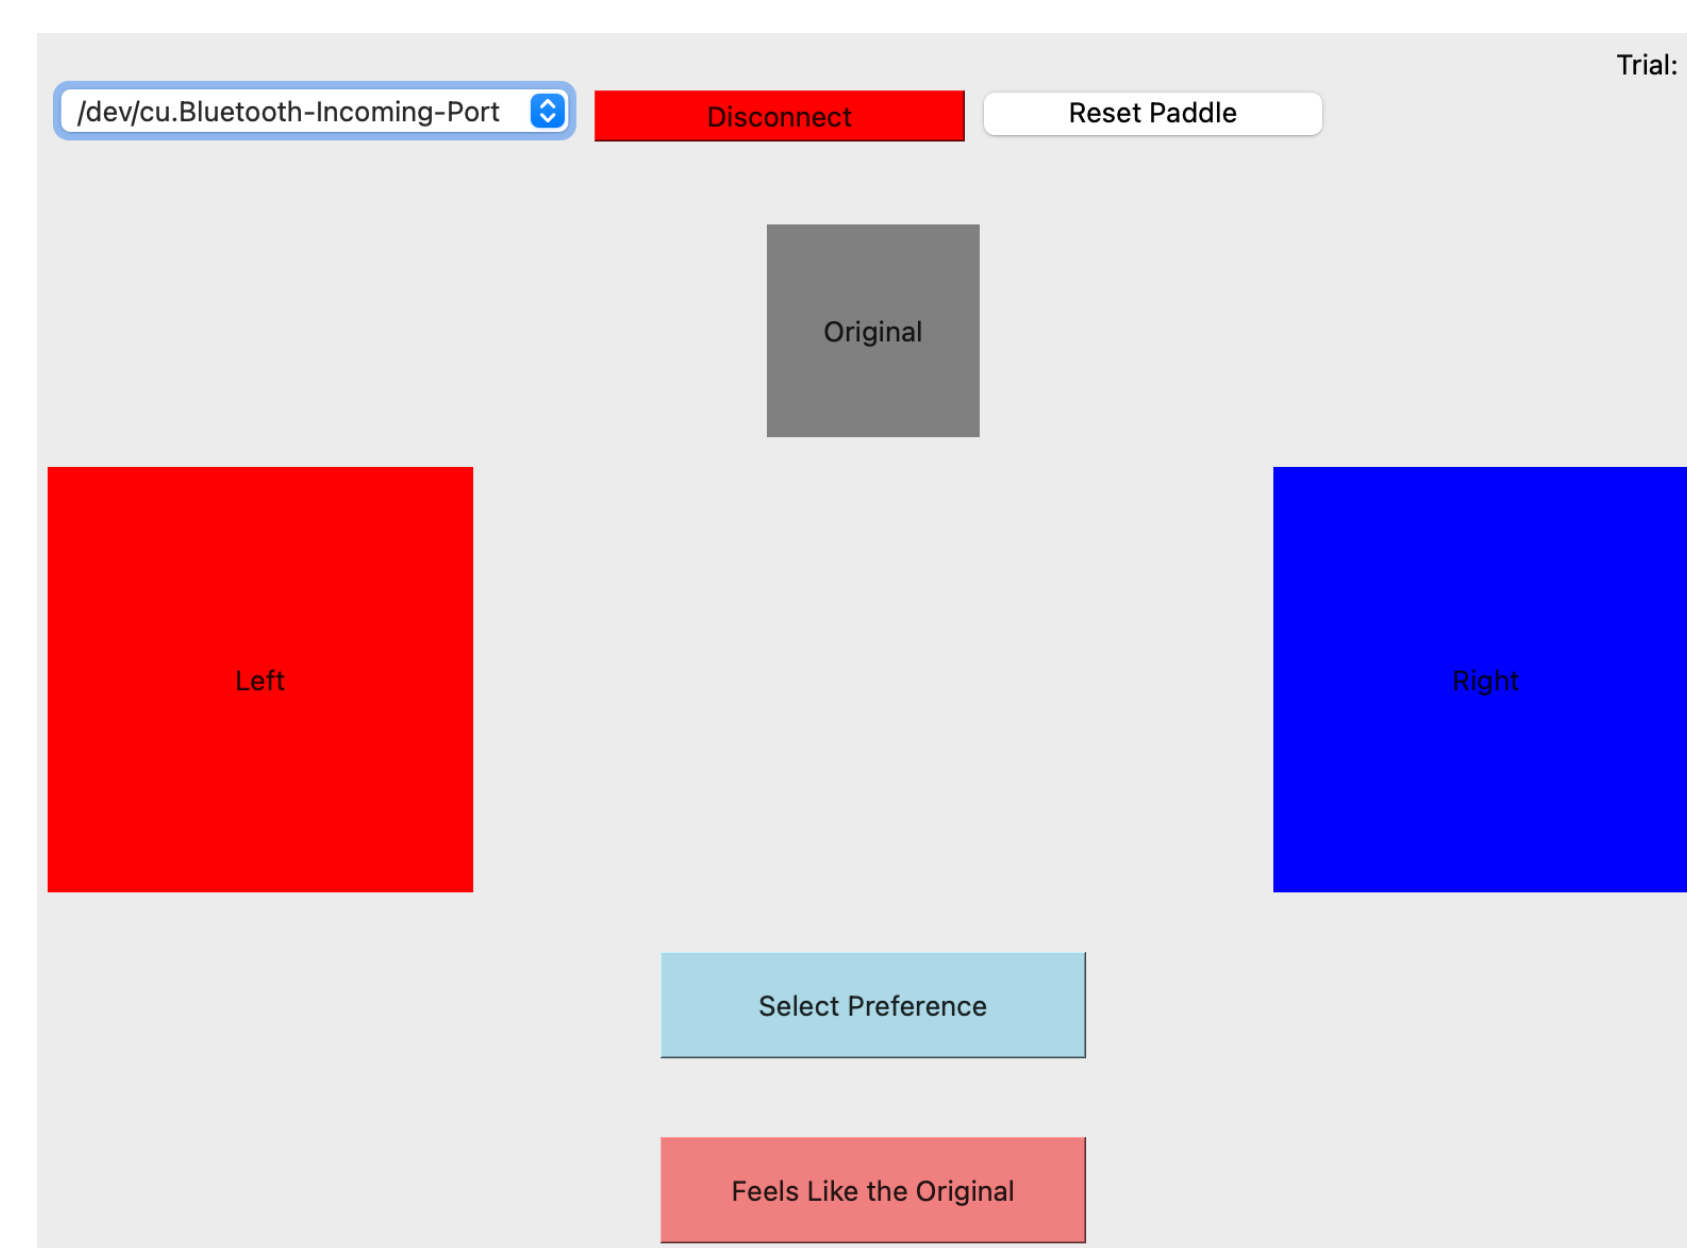 Trial:
/dev/cu.Bluetooth-Incoming-Port
Disconnect
Reset Paddle
Original
Left
Right
Select Preference
Feels Like the Original